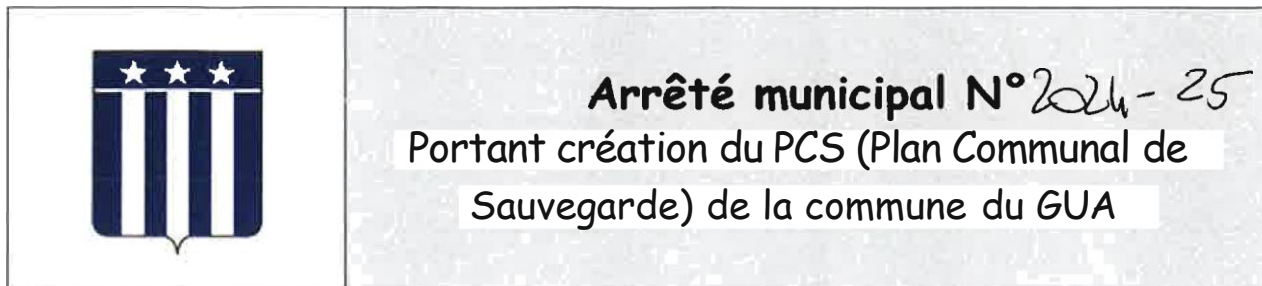 Arrêté municipal N°2024-25
Portant création du PCS (Plan Communal de
Sauvegarde) de la commune du GUA